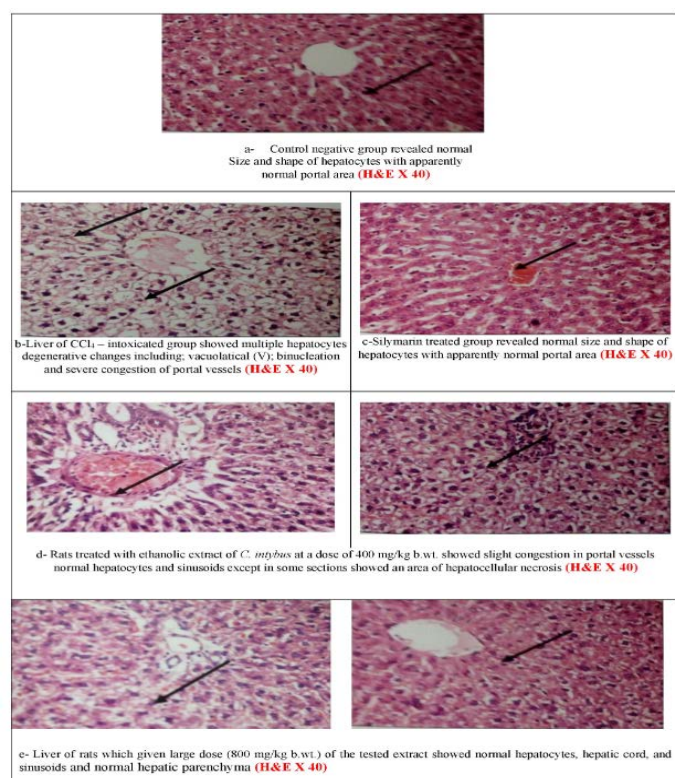 a- Control negative group revealed normal
Size and shape of hepatocytes with apparently
normal portal area (H&E X 40)
b-Liver of CCl₄ – intoxicated group showed multiple hepatocytes
degenerative changes including; vacuolatical (V); binucleation
and severe congestion of portal vessels (H&E X 40)
c-Silymarin treated group revealed normal size and shape of
hepatocytes with apparently normal portal area (H&E X 40)
d- Rats treated with ethanolic extract of C. intybus at a dose of 400 mg/kg b.wt. showed slight congestion in portal vessels
normal hepatocytes and sinusoids except in some sections showed an area of hepatocellular necrosis (H&E X 40)
e- Liver of rats which given large dose (800 mg/kg b.wt.) of the tested extract showed normal hepatocytes, hepatic cord, and
sinusoids and normal hepatic parenchyma (H&E X 40)